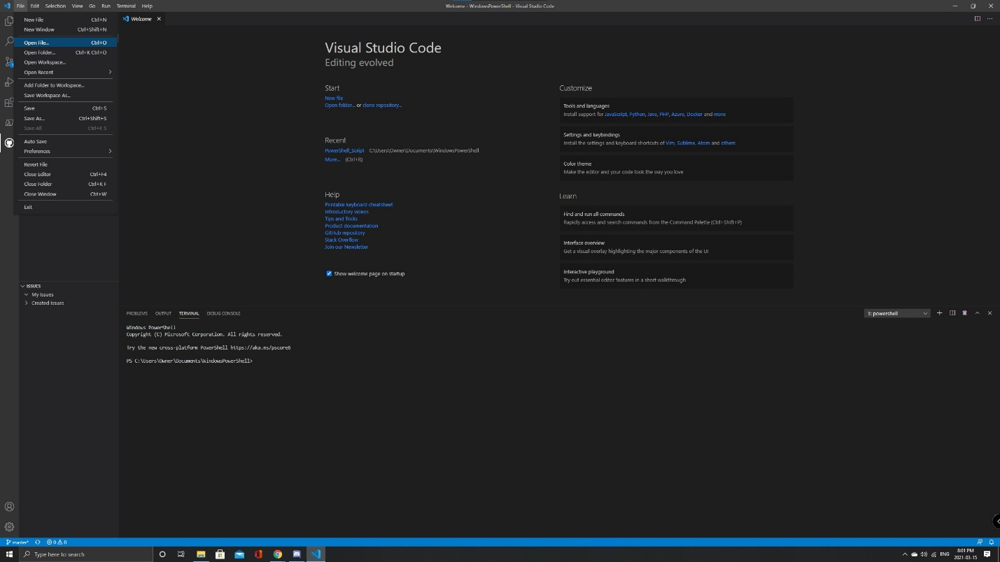 File Edit Selection View Go Run Terminal Help
Welcome - WindowsPowerShell - Visual Studio Code
Welcome
New File Ctrl+N
New Window Ctrl+Shift+N
Open File... Ctrl+O
Open Folder... Ctrl+K Ctrl+O
Open Workspace...
Open Recent
Add Folder to Workspace...
Save Workspace As...
Save Ctrl+S
Save As... Ctrl+Shift+S
Save All Ctrl+K S
Auto Save
Preferences
Revert File
Close Editor Ctrl+F4
Close Folder Ctrl+K F
Close Window Ctrl+W
Exit
ISSUES
My Issues
Created Issues
Visual Studio Code
Editing evolved
Start
New file
Open folder... or clone repository...
Recent
PowerShell_Script C:\Users\Owner\Documents\WindowsPowerShell
More... (Ctrl+R)
Help
Printable keyboard cheatsheet
Introductory videos
Tips and Tricks
Product documentation
GitHub repository
Stack Overflow
Join our Newsletter
Show welcome page on startup
Customize
Tools and languages
Install support for JavaScript, Python, Java, PHP, Azure, Docker and more
Settings and keybindings
Install the settings and keyboard shortcuts of Vim, Sublime, Atom and others
Color theme
Make the editor and your code look the way you love
Learn
Find and run all commands
Rapidly access and search commands from the Command Palette (Ctrl+Shift+P)
Interface overview
Get a visual overlay highlighting the major components of the UI
Interactive playground
Try out essential editor features in a short walkthrough
PROBLEMS OUTPUT TERMINAL DEBUG CONSOLE
1: powershell
Windows PowerShell
Copyright (C) Microsoft Corporation. All rights reserved.
Try the new cross-platform PowerShell https://aka.ms/pscore6
PS C:\Users\Owner\Documents\WindowsPowerShell>
master* 0 0
Type here to search
ENG
8:01 PM
2021-03-15